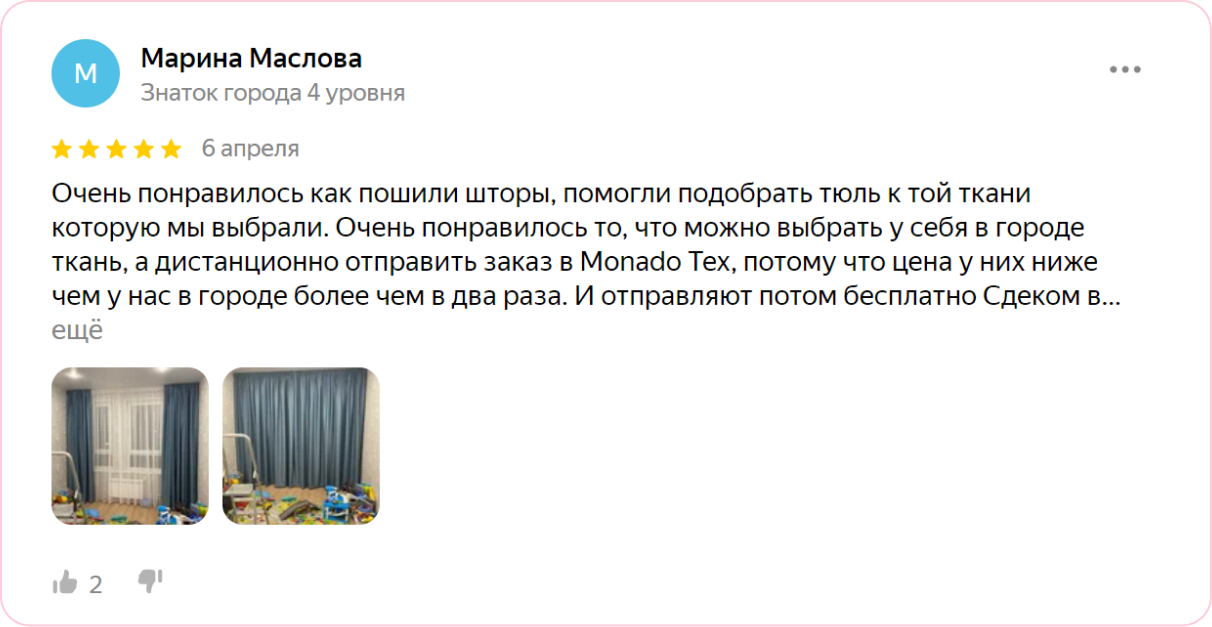 М
Марина Маслова
Знаток города 4 уровня
6 апреля
Очень понравилось как пошили шторы, помогли подобрать тюль к той ткани
которую мы выбрали. Очень понравилось то, что можно выбрать у себя в городе
ткань, а дистанционно отправить заказ в Monado Tex, потому что цена у них ниже
чем у нас в городе более чем в два раза. И отправляют потом бесплатно Сдеком в...
ещё
2